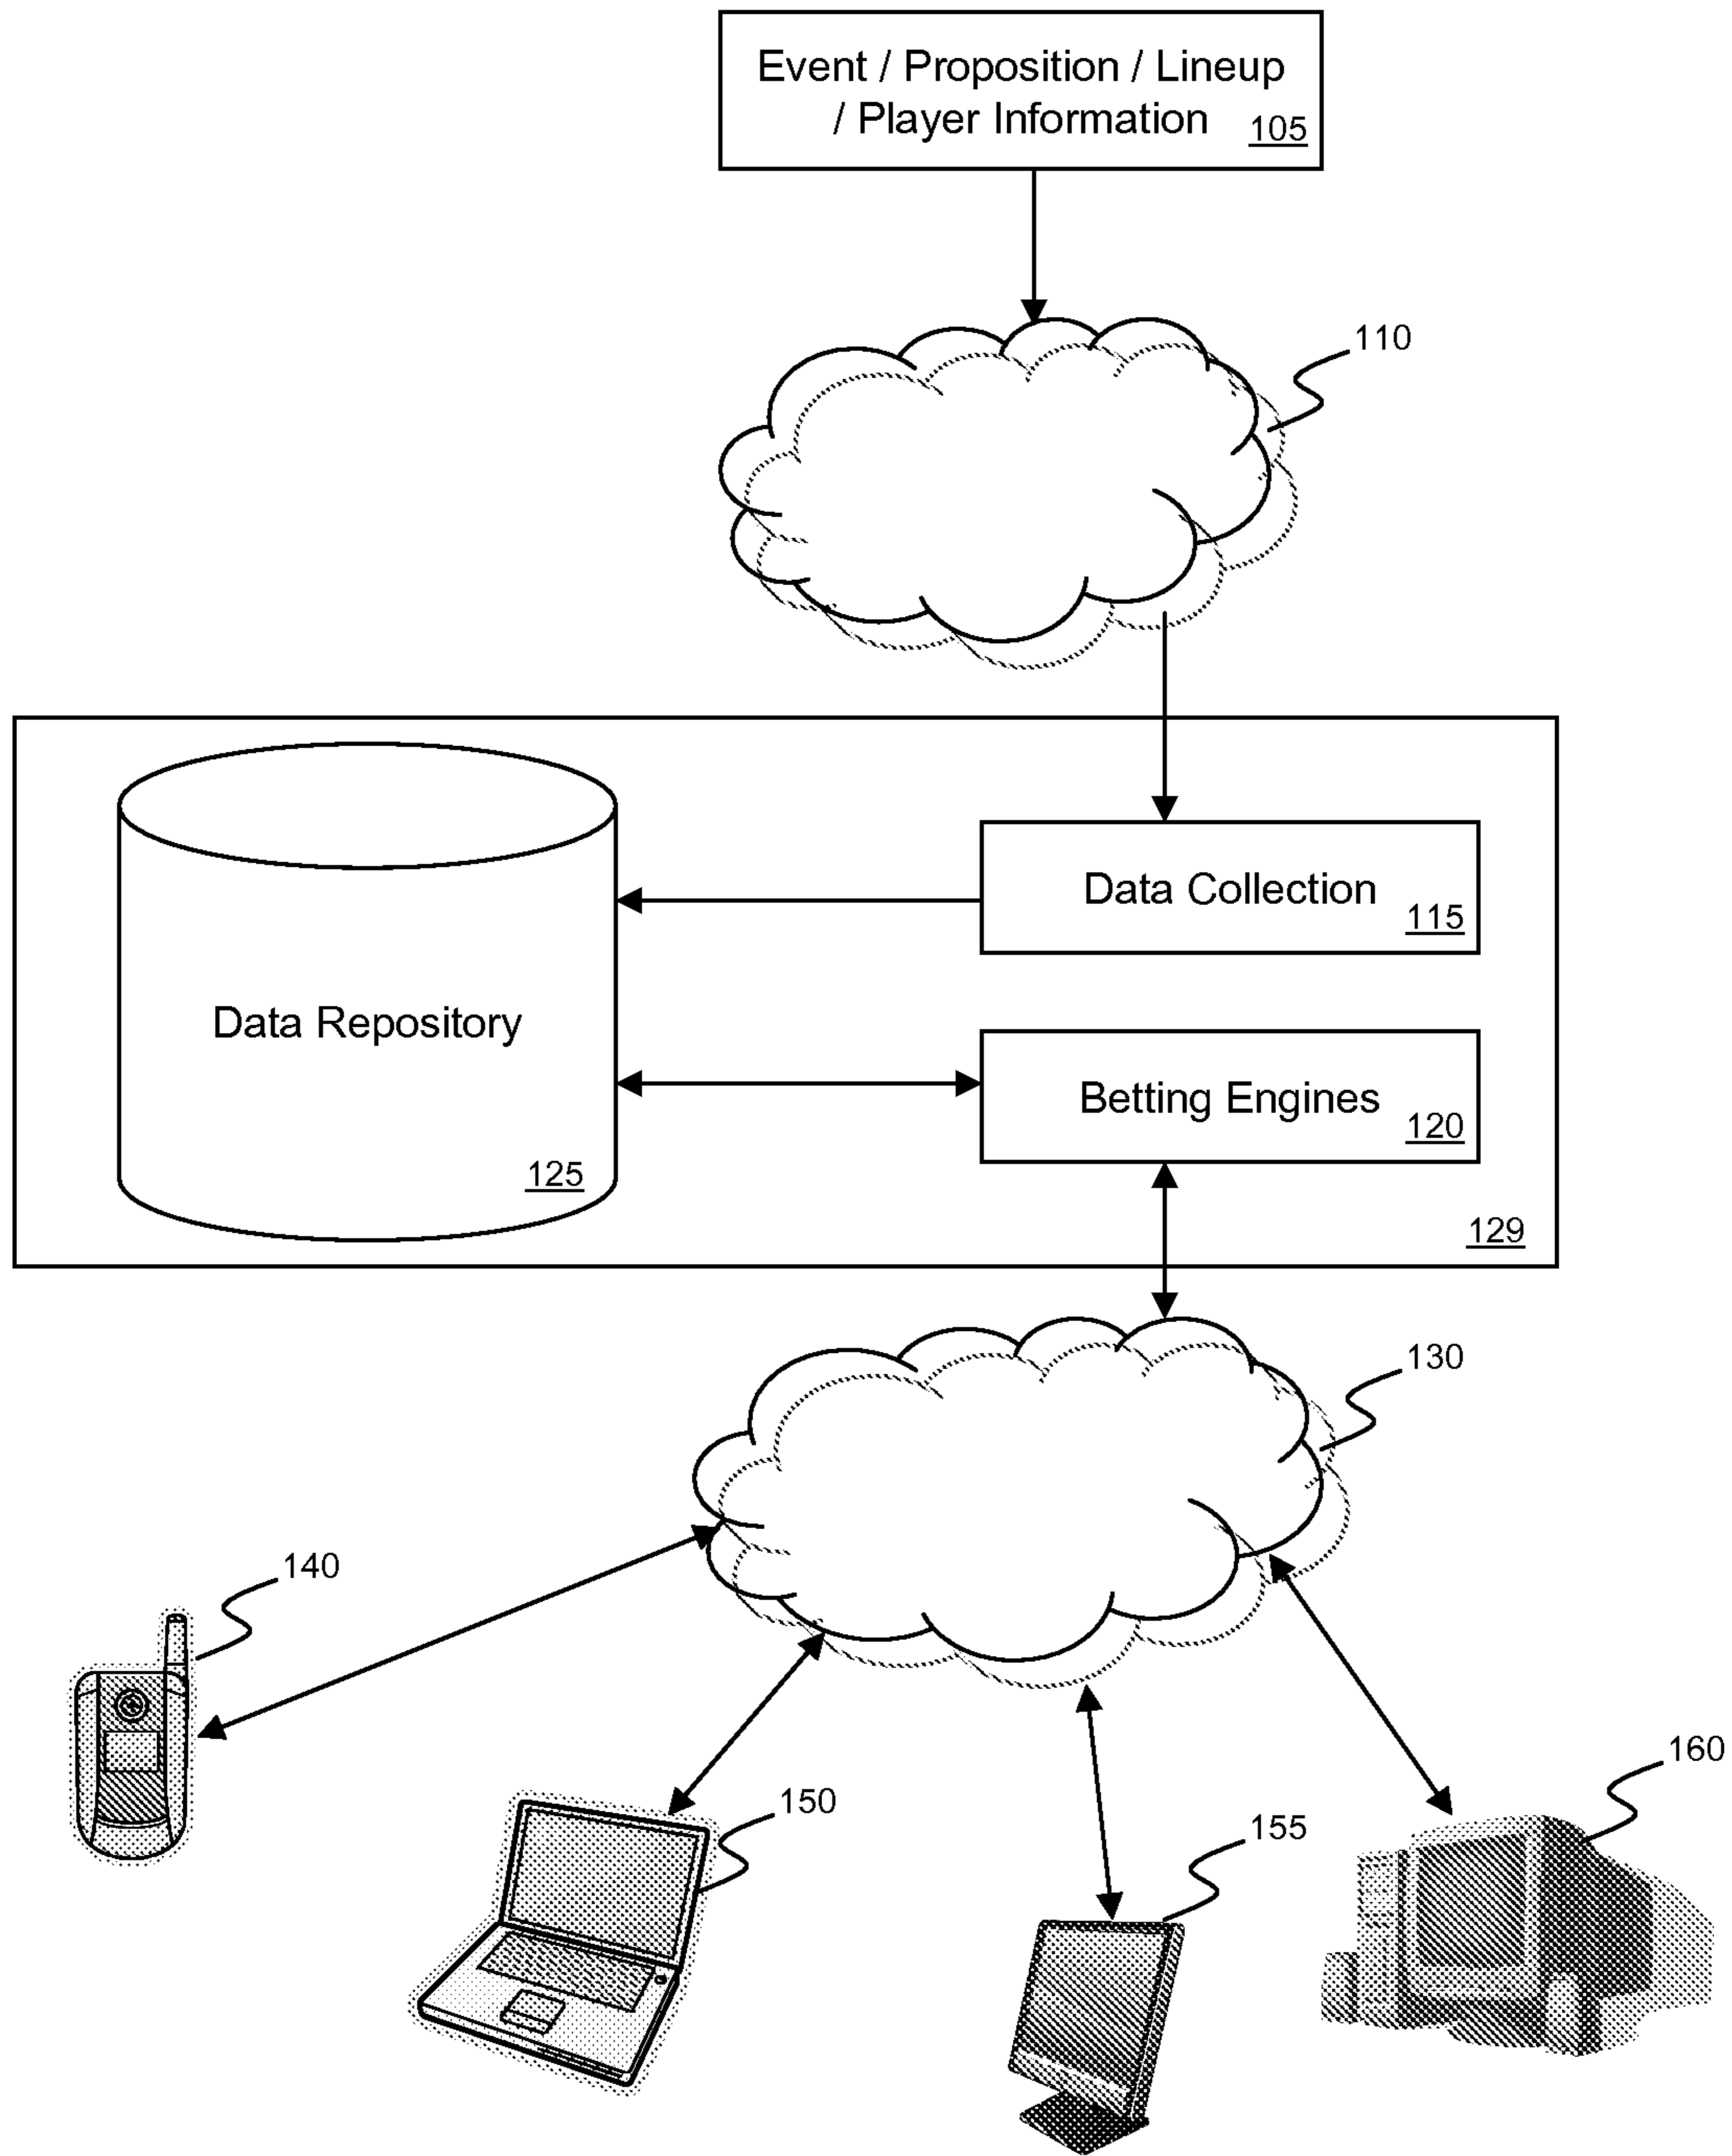 Event / Proposition / Lineup
/ Player Information 105
110
Data Collection
115
Data Repository
125
Betting Engines
120
129
130
140
150
155
160